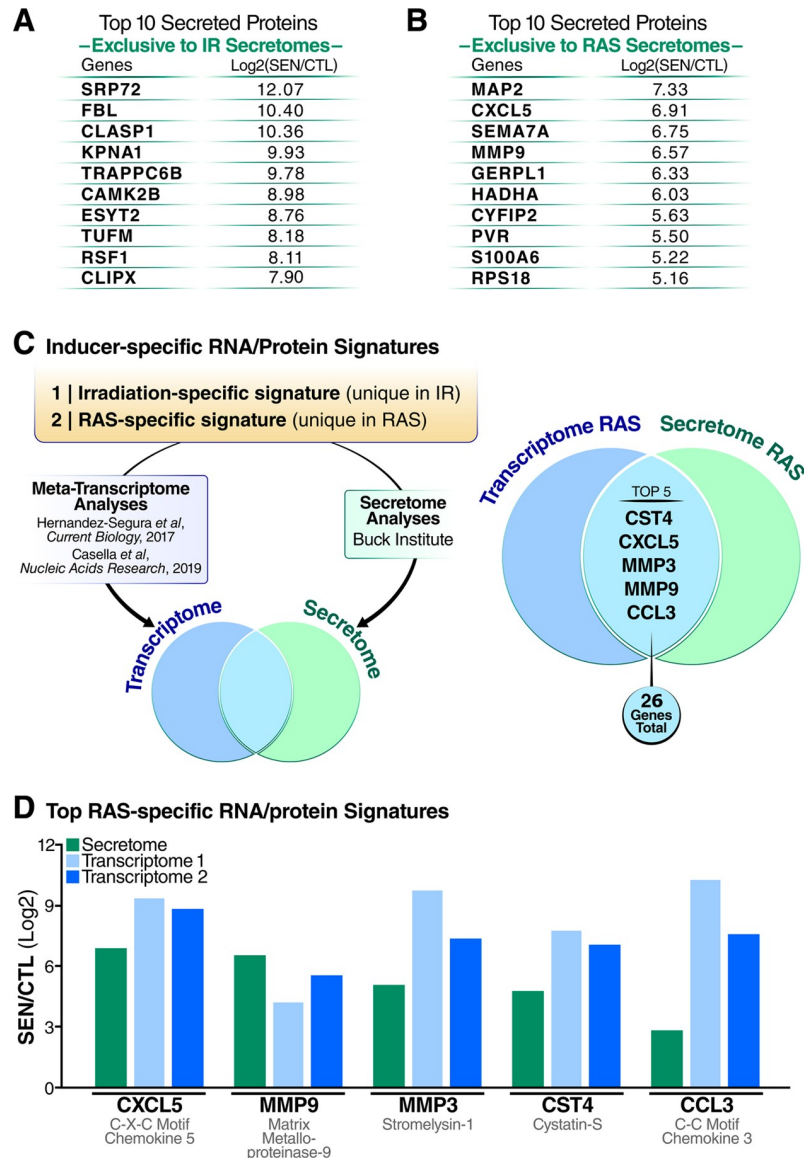 A Top 10 Secreted Proteins
–Exclusive to IR Secretomes–
Genes Log2(SEN/CTL)
SRP72 12.07
FBL 10.40
CLASP1 10.36
KPNA1 9.93
TRAPPC6B 9.78
CAMK2B 8.98
ESYT2 8.76
TUFM 8.18
RSF1 8.11
CLIPX 7.90
B Top 10 Secreted Proteins
–Exclusive to RAS Secretomes–
Genes Log2(SEN/CTL)
MAP2 7.33
CXCL5 6.91
SEMA7A 6.75
MMP9 6.57
GERPL1 6.33
HADHA 6.03
CYFIP2 5.63
PVR 5.50
S100A6 5.22
RPS18 5.16
C Inducer-specific RNA/Protein Signatures
1 | Irradiation-specific signature (unique in IR)
2 | RAS-specific signature (unique in RAS)
Meta-Transcriptome
Analyses
Hernandez-Segura et al,
Current Biology, 2017
Casella et al,
Nucleic Acids Research, 2019
Secretome
Analyses
Buck Institute
Transcriptome
Secretome
Transcriptome RAS
Secretome RAS
TOP 5
CST4
CXCL5
MMP3
MMP9
CCL3
26
Genes
Total
D Top RAS-specific RNA/protein Signatures
SEN/CTL (Log2)
12
9
6
3
0
Secretome
Transcriptome 1
Transcriptome 2
CXCL5
C-X-C Motif
Chemokine 5
MMP9
Matrix
Metallo-
proteinase-9
MMP3
Stromelysin-1
CST4
Cystatin-S
CCL3
C-C Motif
Chemokine 3